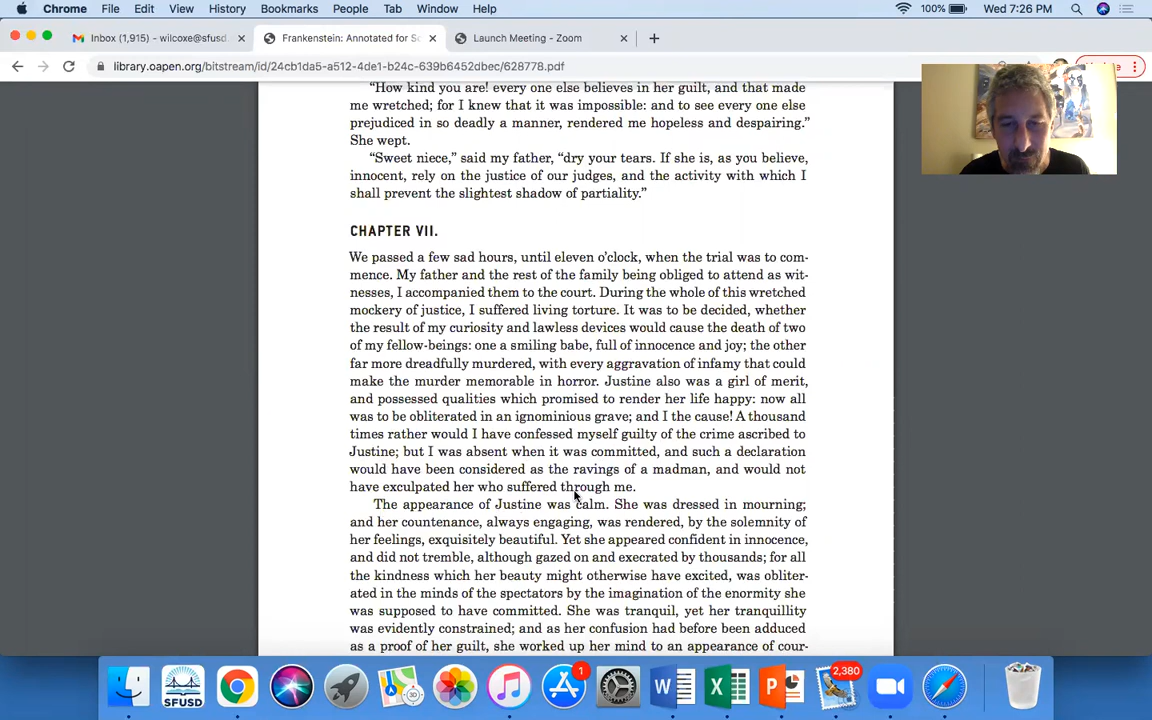 Chrome File Edit View History Bookmarks People Tab Window Help 100% Wed 7:26 PM
Inbox (1,915) - wilcoxe@sfusd. Frankenstein: Annotated for Sc Launch Meeting - Zoom
library.oapen.org/bitstream/id/24cb1da5-a512-4de1-b24c-639b6452dbec/628778.pdf
“How kind you are! every one else believes in her guilt, and that made
me wretched; for I knew that it was impossible: and to see every one else
prejudiced in so deadly a manner, rendered me hopeless and despairing.”
She wept.
“Sweet niece,” said my father, “dry your tears. If she is, as you believe,
innocent, rely on the justice of our judges, and the activity with which I
shall prevent the slightest shadow of partiality.”
CHAPTER VII.
We passed a few sad hours, until eleven o’clock, when the trial was to com-
mence. My father and the rest of the family being obliged to attend as wit-
nesses, I accompanied them to the court. During the whole of this wretched
mockery of justice, I suffered living torture. It was to be decided, whether
the result of my curiosity and lawless devices would cause the death of two
of my fellow-beings: one a smiling babe, full of innocence and joy; the other
far more dreadfully murdered, with every aggravation of infamy that could
make the murder memorable in horror. Justine also was a girl of merit,
and possessed qualities which promised to render her life happy: now all
was to be obliterated in an ignominious grave; and I the cause! A thousand
times rather would I have confessed myself guilty of the crime ascribed to
Justine; but I was absent when it was committed, and such a declaration
would have been considered as the ravings of a madman, and would not
have exculpated her who suffered through me.
The appearance of Justine was calm. She was dressed in mourning;
and her countenance, always engaging, was rendered, by the solemnity of
her feelings, exquisitely beautiful. Yet she appeared confident in innocence,
and did not tremble, although gazed on and execrated by thousands; for all
the kindness which her beauty might otherwise have excited, was obliter-
ated in the minds of the spectators by the imagination of the enormity she
was supposed to have committed. She was tranquil, yet her tranquillity
was evidently constrained; and as her confusion had before been adduced
as a proof of her guilt, she worked up her mind to an appearance of cour-
SFUSD 3D 1 W X P 2,380